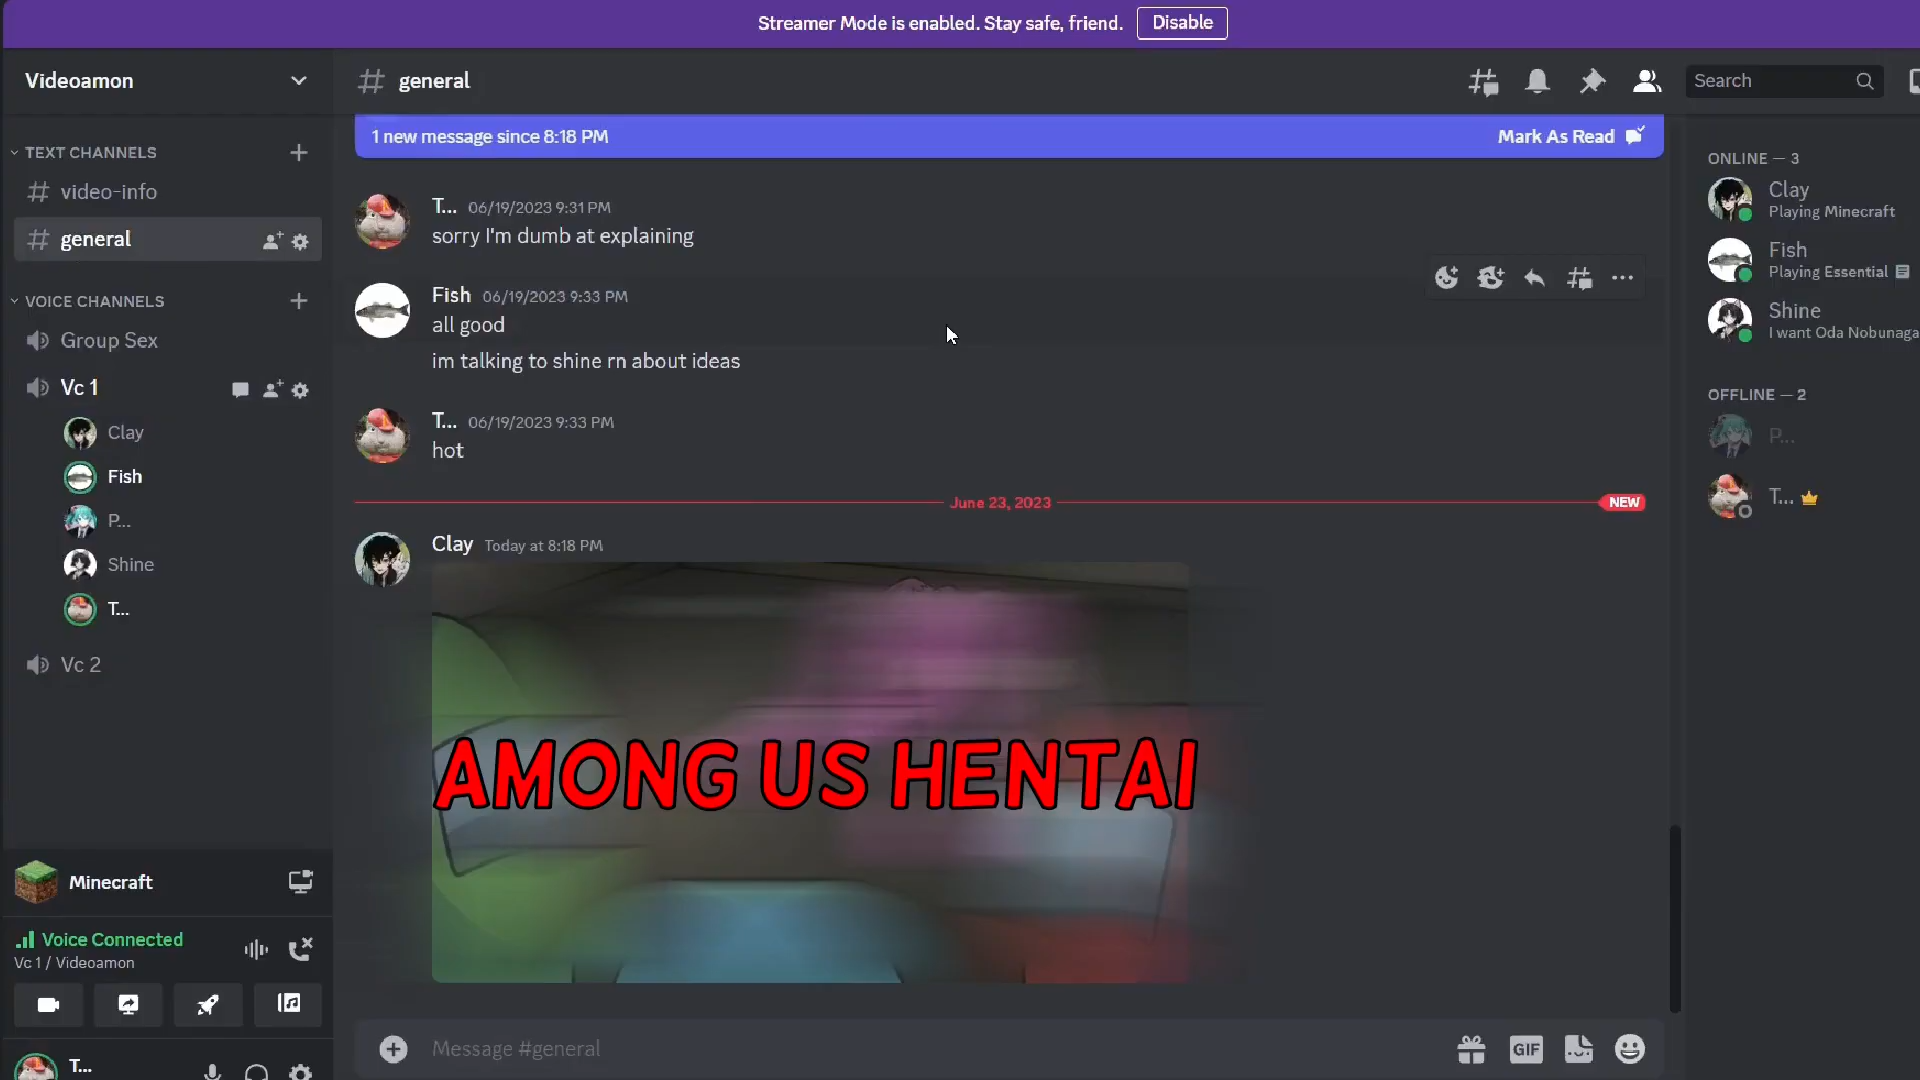 Streamer Mode is enabled. Stay safe, friend. Disable
Videoamon
general
Search
1 new message since 8:18 PM
Mark As Read
TEXT CHANNELS
video-info
general
VOICE CHANNELS
Group Sex
Vc 1
Clay
Fish
P...
Shine
T...
Vc 2
T... 06/19/2023 9:31 PM
sorry I'm dumb at explaining
Fish 06/19/2023 9:33 PM
all good
im talking to shine rn about ideas
T... 06/19/2023 9:33 PM
hot
June 23, 2023
NEW
Clay Today at 8:18 PM
AMONG US HENTAI
Message #general
GIF
ONLINE — 3
Clay
Playing Minecraft
Fish
Playing Essential
Shine
I want Oda Nobunaga
OFFLINE — 2
P...
T...
Minecraft
Voice Connected
Vc 1 / Videoamon
T...